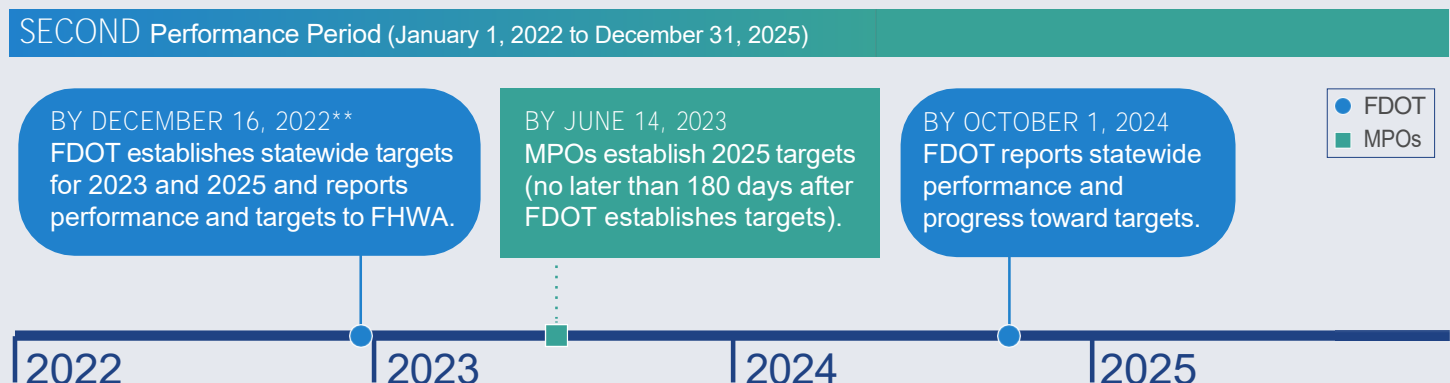 SECOND Performance Period (January 1, 2022 to December 31, 2025)
BY DECEMBER 16, 2022**
FDOT establishes statewide targets
for 2023 and 2025 and reports
performance and targets to FHWA.
BY JUNE 14, 2023
MPOs establish 2025 targets
(no later than 180 days after
FDOT establishes targets).
BY OCTOBER 1, 2024
FDOT reports statewide
performance and
progress toward targets.
FDOT
MPOs
2022
2023
2024
2025